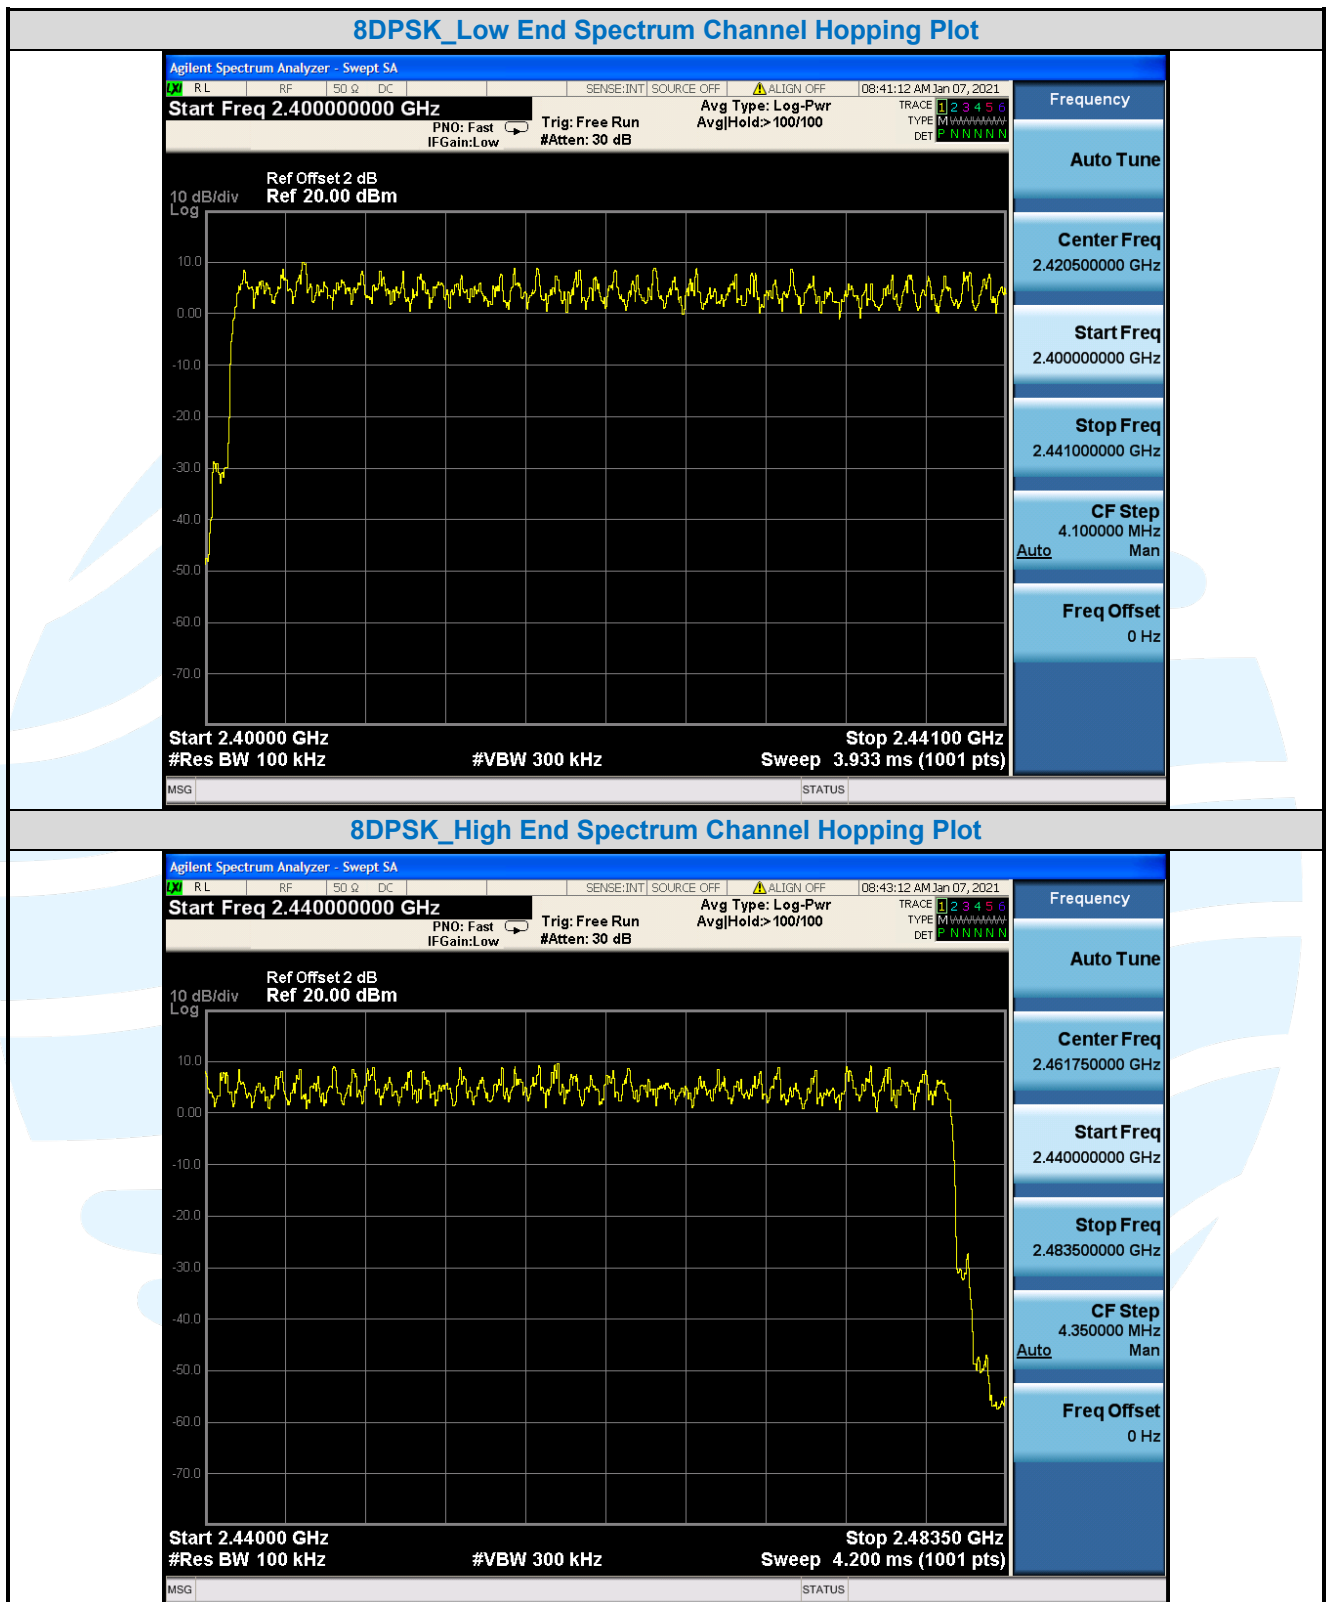 8DPSK_Low End Spectrum Channel Hopping Plot
Agilent Spectrum Analyzer - Swept SA
LXI RL RF 50 Ω DC SENSE:INT SOURCE OFF ALIGN OFF 08:41:12 AM Jan 07, 2021
Start Freq 2.400000000 GHz
PNO: Fast
IFGain:Low
Trig: Free Run
#Atten: 30 dB
Avg Type: Log-Pwr
Avg|Hold:>100/100
TRACE 1 2 3 4 5 6
TYPE M W W W W W
DET P N N N N N
Ref Offset 2 dB
10 dB/div Ref 20.00 dBm
Log
10.0
0.00
-10.0
-20.0
-30.0
-40.0
-50.0
-60.0
-70.0
Start 2.40000 GHz Stop 2.44100 GHz
#Res BW 100 kHz #VBW 300 kHz Sweep 3.933 ms (1001 pts)
MSG STATUS
Frequency
Auto Tune
Center Freq
2.420500000 GHz
Start Freq
2.400000000 GHz
Stop Freq
2.441000000 GHz
CF Step
4.100000 MHz
Auto Man
Freq Offset
0 Hz
8DPSK_High End Spectrum Channel Hopping Plot
Agilent Spectrum Analyzer - Swept SA
LXI RL RF 50 Ω DC SENSE:INT SOURCE OFF ALIGN OFF 08:43:12 AM Jan 07, 2021
Start Freq 2.440000000 GHz
PNO: Fast
IFGain:Low
Trig: Free Run
#Atten: 30 dB
Avg Type: Log-Pwr
Avg|Hold:>100/100
TRACE 1 2 3 4 5 6
TYPE M W W W W W
DET P N N N N N
Ref Offset 2 dB
10 dB/div Ref 20.00 dBm
Log
10.0
0.00
-10.0
-20.0
-30.0
-40.0
-50.0
-60.0
-70.0
Start 2.44000 GHz Stop 2.48350 GHz
#Res BW 100 kHz #VBW 300 kHz Sweep 4.200 ms (1001 pts)
MSG STATUS
Frequency
Auto Tune
Center Freq
2.461750000 GHz
Start Freq
2.440000000 GHz
Stop Freq
2.483500000 GHz
CF Step
4.350000 MHz
Auto Man
Freq Offset
0 Hz